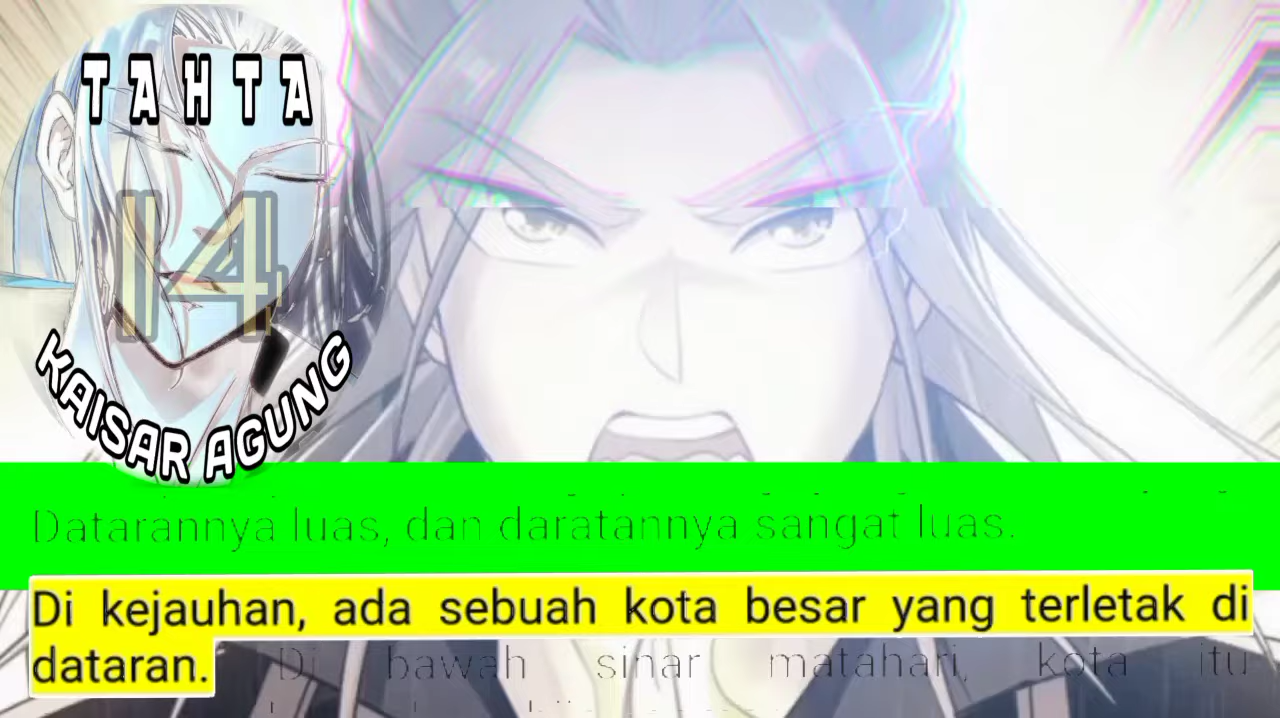 TAHTA
14
KAISAR AGUNG
Datarannya luas, dan daratannya sangat luas.
Di kejauhan, ada sebuah kota besar yang terletak di
dataran. Di bawah sinar matahari, kota itu